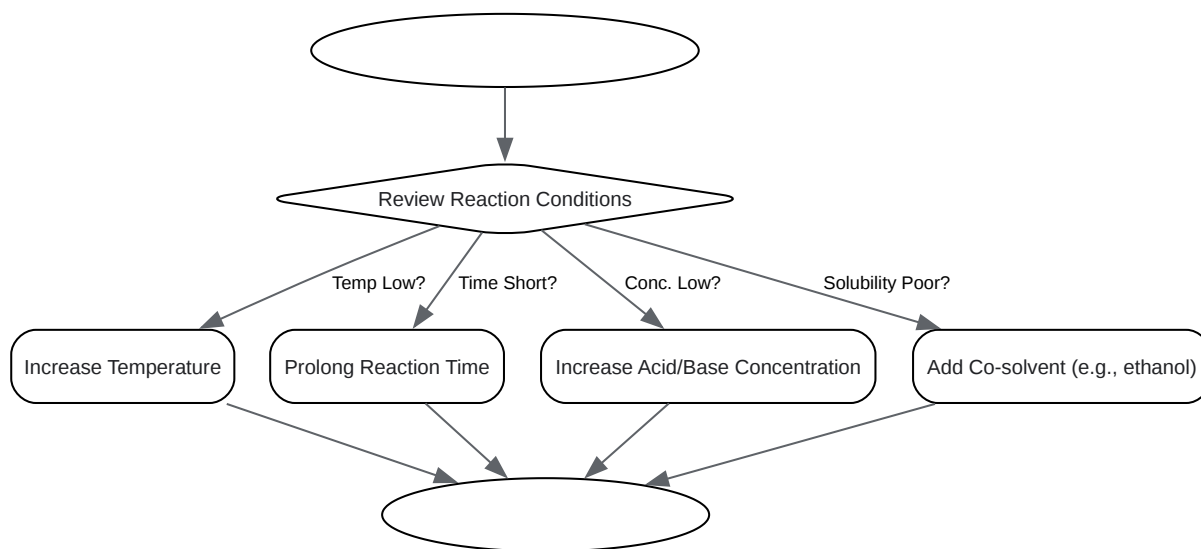 Review Reaction Conditions
Temp Low?
Time Short?
Conc. Low?
Solubility Poor?
Increase Temperature
Prolong Reaction Time
Increase Acid/Base Concentration
Add Co-solvent (e.g., ethanol)